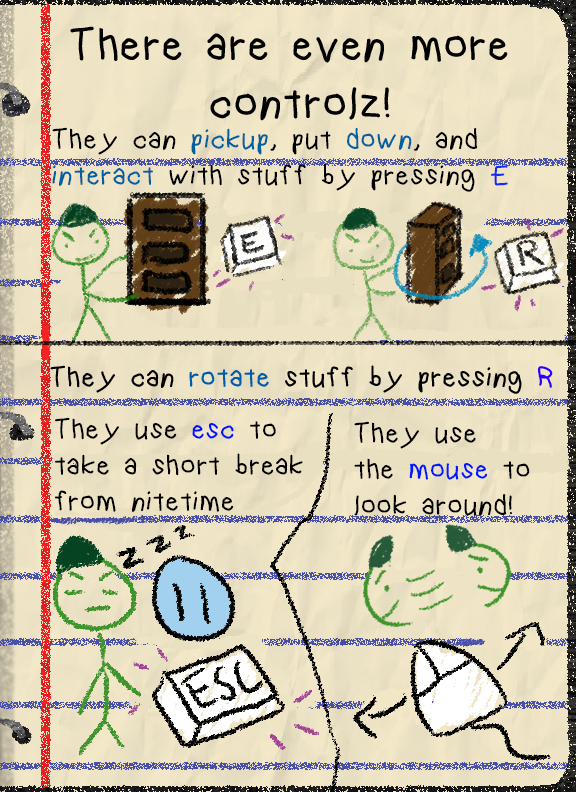 There are even more
controlz!
They can pickup, put down, and
interact with stuff by pressing E
E
R
They can rotate stuff by pressing R
They use esc to
take a short break
from nitetime
They use
the mouse to
look around!
z z z
ESC